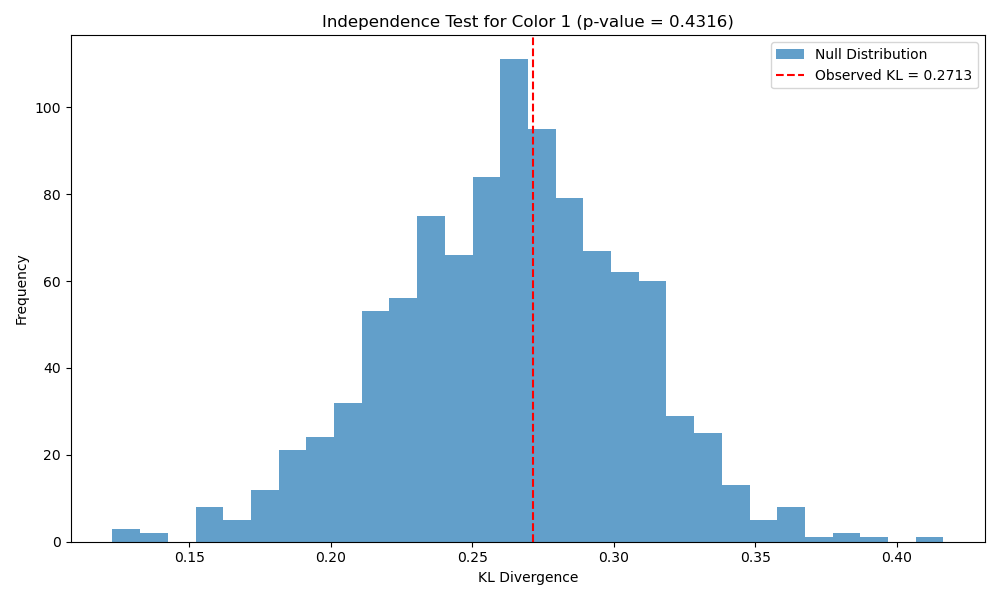 Independence Test for Color 1 (p-value = 0.4316)
Null Distribution
Observed KL = 0.2713
Frequency
100
80
60
40
20
0
0.15 0.20 0.25 0.30 0.35 0.40
KL Divergence